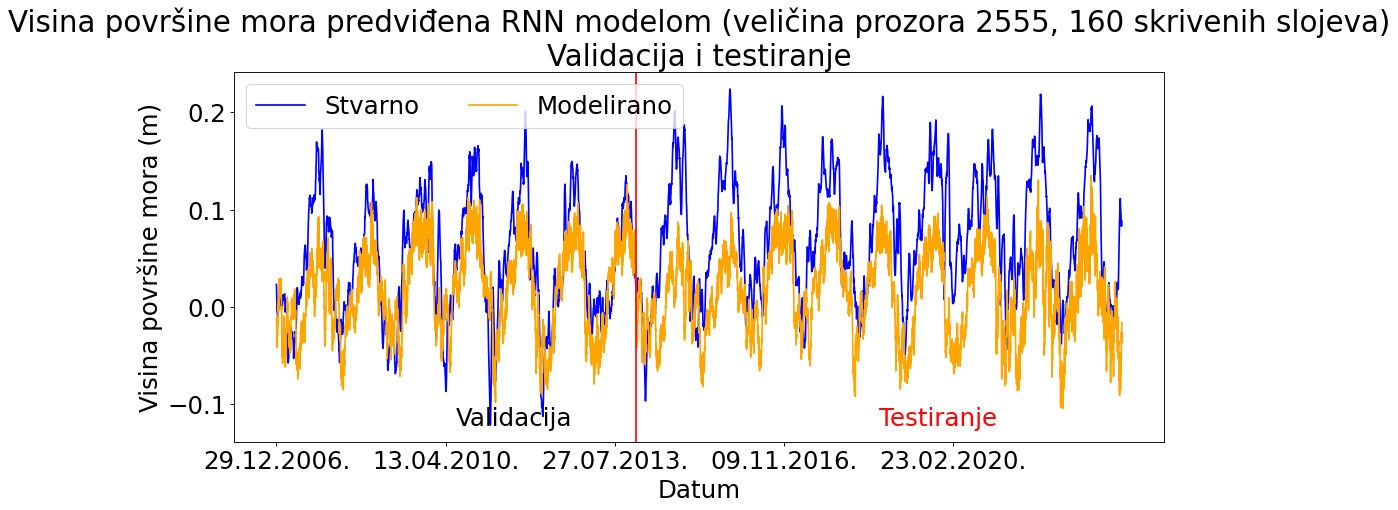 Visina površine mora predviđena RNN modelom (veličina prozora 2555, 160 skrivenih slojeva)
Validacija i testiranje
Stvarno
Modelirano
Visina površine mora (m)
0.2
0.1
0.0
−0.1
Validacija
Testiranje
29.12.2006.
13.04.2010.
27.07.2013.
09.11.2016.
23.02.2020.
Datum